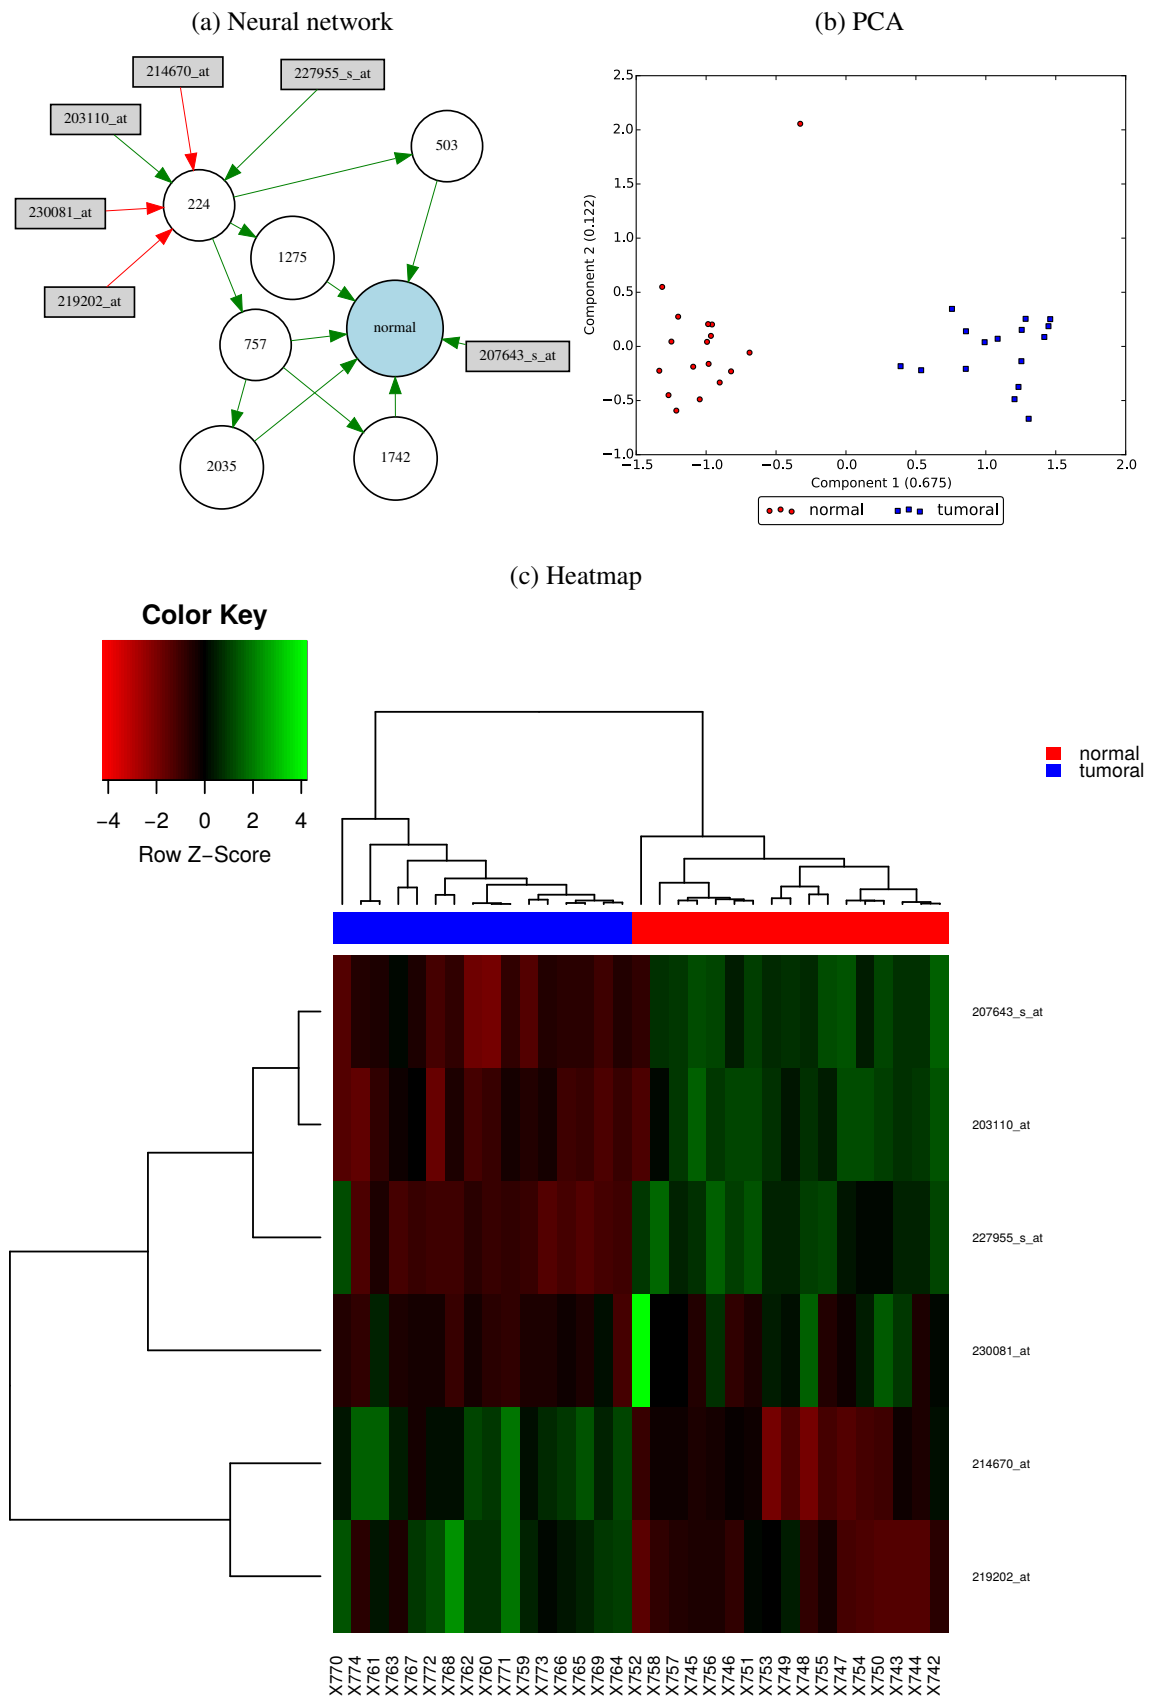 (a) Neural network
(b) PCA
214670_at
227955_s_at
203110_at
503
224
230081_at
1275
219202_at
normal
757
207643_s_at
2035
1742
2.5
2.0
1.5
1.0
0.5
0.0
−0.5
−1.0
Component 2 (0.122)
−1.5 −1.0 −0.5 0.0 0.5 1.0 1.5 2.0
Component 1 (0.675)
normal tumoral
(c) Heatmap
Color Key
−4 −2 0 2 4
Row Z−Score
normal
tumoral
207643_s_at
203110_at
227955_s_at
230081_at
214670_at
219202_at
X770
X774
X761
X763
X767
X772
X768
X762
X760
X771
X759
X773
X766
X765
X769
X764
X752
X758
X757
X745
X756
X746
X751
X753
X749
X748
X755
X747
X754
X750
X743
X744
X742